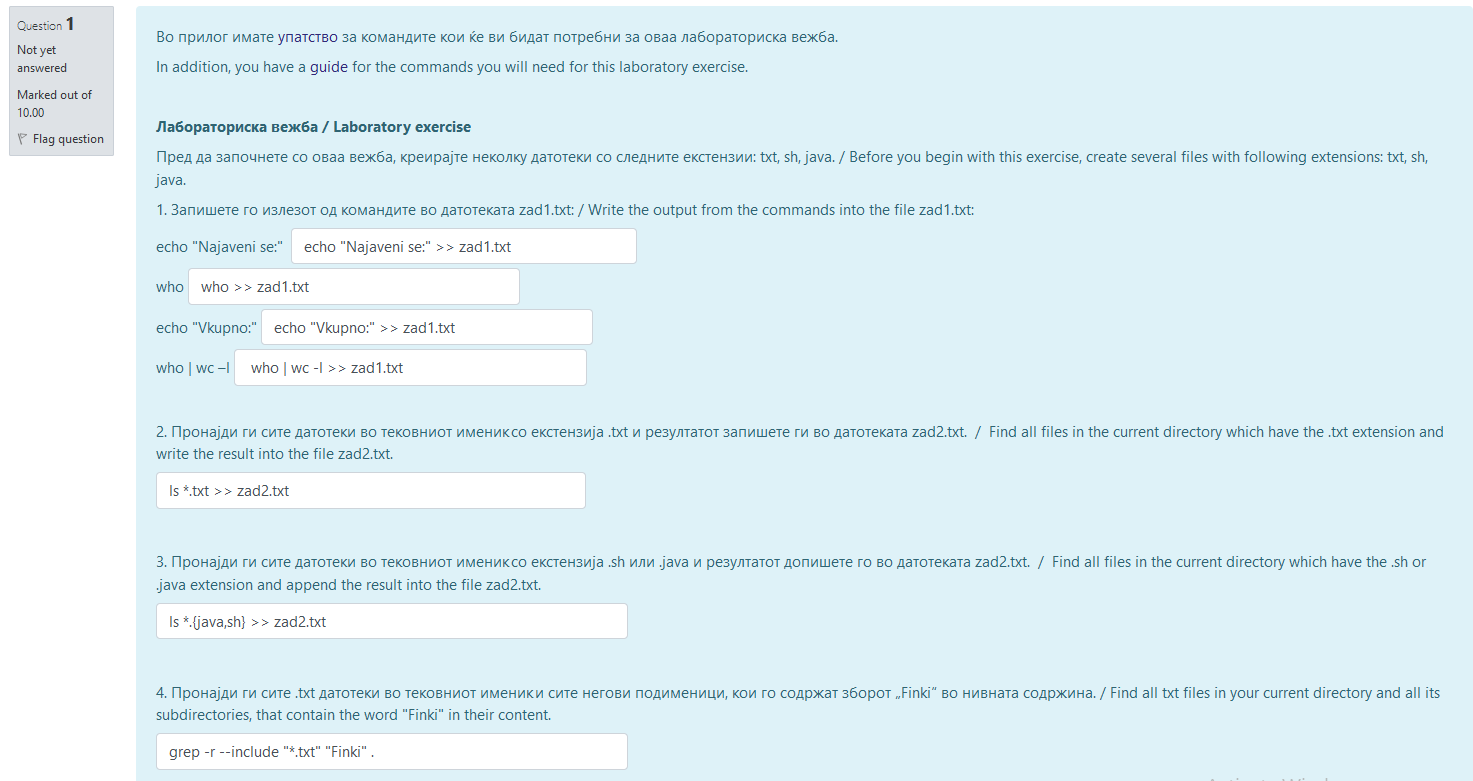 Question 1
Not yet
answered
Marked out of
10.00
Flag question
Во прилог имате упатство за командите кои ќе ви бидат потребни за оваа лабораториска вежба.
In addition, you have a guide for the commands you will need for this laboratory exercise.
Лабораториска вежба / Laboratory exercise
Пред да започнете со оваа вежба, креирајте неколку датотеки со следните екстензии: txt, sh, java. / Before you begin with this exercise, create several files with following extensions: txt, sh,
java.
1. Запишете го излезот од командите во датотеката zad1.txt: / Write the output from the commands into the file zad1.txt:
echo "Najaveni se:" echo "Najaveni se:" >> zad1.txt
who who >> zad1.txt
echo "Vkupno:" echo "Vkupno:" >> zad1.txt
who | wc –l who | wc -l >> zad1.txt
2. Пронајди ги сите датотеки во тековниот именик со екстензија .txt и резултатот запишете ги во датотеката zad2.txt. / Find all files in the current directory which have the .txt extension and
write the result into the file zad2.txt.
ls *.txt >> zad2.txt
3. Пронајди ги сите датотеки во тековниот именик со екстензија .sh или .java и резултатот допишете го во датотеката zad2.txt. / Find all files in the current directory which have the .sh or
.java extension and append the result into the file zad2.txt.
ls *.{java,sh} >> zad2.txt
4. Пронајди ги сите .txt датотеки во тековниот именик и сите негови подименици, кои го содржат зборот „Finki“ во нивната содржина. / Find all txt files in your current directory and all its
subdirectories, that contain the word "Finki" in their content.
grep -r --include "*.txt" "Finki" .